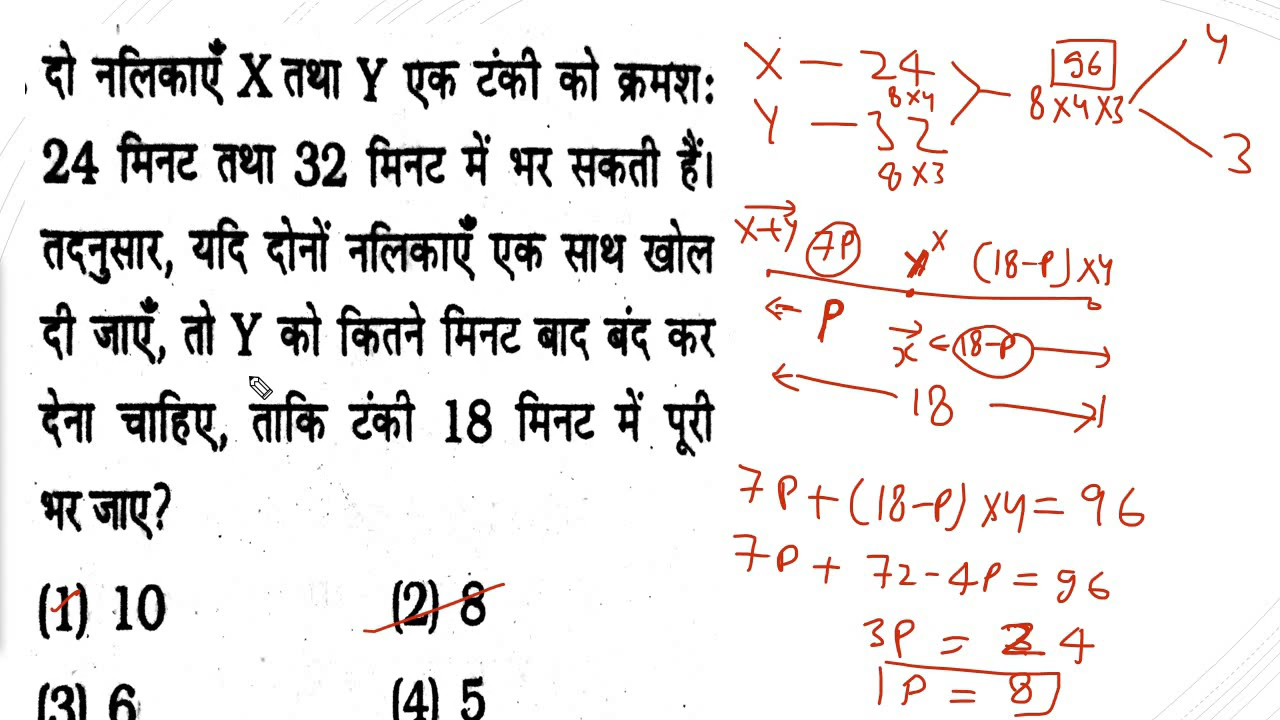 दो नलिकाएँ X तथा Y एक टंकी को क्रमश:
24 मिनट तथा 32 मिनट में भर सकती हैं।
तदनुसार, यदि दोनों नलिकाएँ एक साथ खोल
दी जाएँ, तो Y को कितने मिनट बाद बंद कर
देना चाहिए, ताकि टंकी 18 मिनट में पूरी
भर जाए?
(1) 10
(2) 8
(3) 6
(4) 5
X — 24
8×4
Y — 32
8×3
96
8×4×3
4
3
X+Y
7P
x
(18-P)×4
P
x
18-P
18
7P+(18-P)×4=96
7P+72-4P=96
3P=24
1P=8